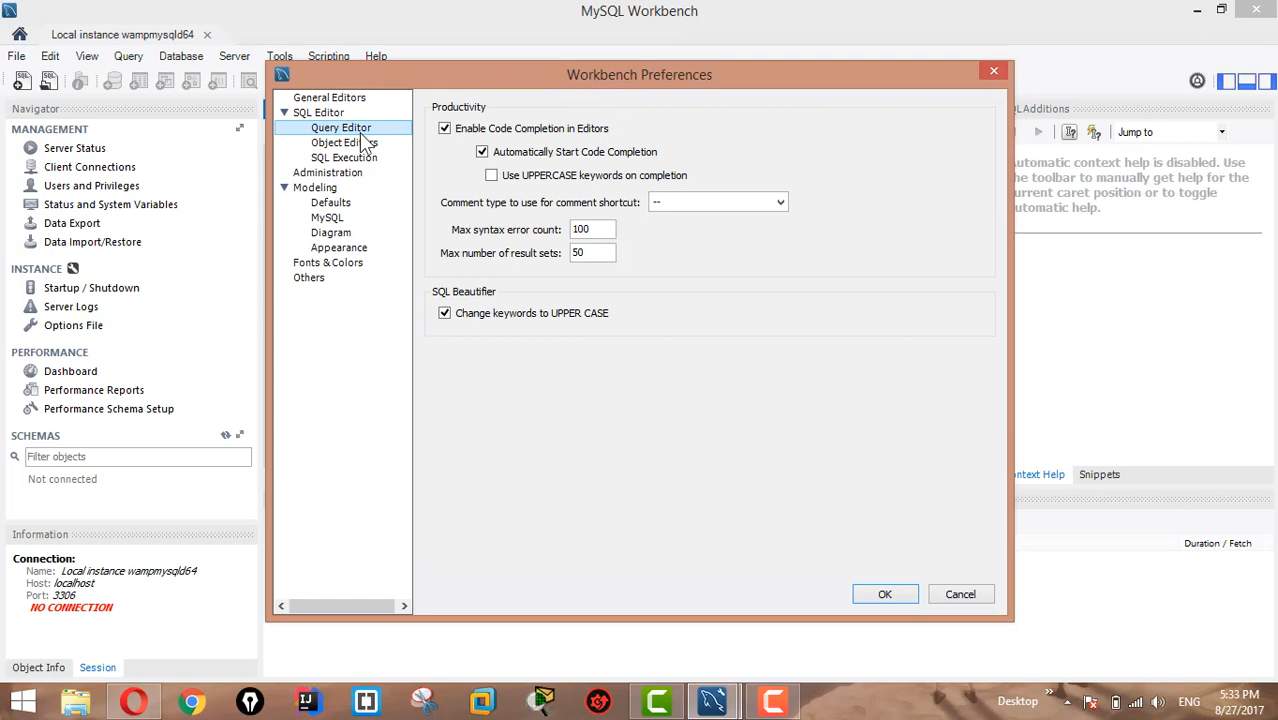 MySQL Workbench
Local instance wampmysqld64
File Edit View Query Database Server Tools Scripting Help
Navigator
MANAGEMENT
Server Status
Client Connections
Users and Privileges
Status and System Variables
Data Export
Data Import/Restore
INSTANCE
Startup / Shutdown
Server Logs
Options File
PERFORMANCE
Dashboard
Performance Reports
Performance Schema Setup
SCHEMAS
Filter objects
Not connected
Information
Connection:
Name: Local instance wampmysqld64
Host: localhost
Port: 3306
NO CONNECTION
Object Info Session
Workbench Preferences
General Editors
SQL Editor
Query Editor
Object Editors
SQL Execution
Administration
Modeling
Defaults
MySQL
Diagram
Appearance
Fonts & Colors
Others
Productivity
Enable Code Completion in Editors
Automatically Start Code Completion
Use UPPERCASE keywords on completion
Comment type to use for comment shortcut: --
Max syntax error count: 100
Max number of result sets: 50
SQL Beautifier
Change keywords to UPPER CASE
OK Cancel
SQLAdditions
Jump to
Automatic context help is disabled. Use
the toolbar to manually get help for the
current caret position or to toggle
automatic help.
ontext Help Snippets
Duration / Fetch
Desktop
ENG
5:33 PM
8/27/2017